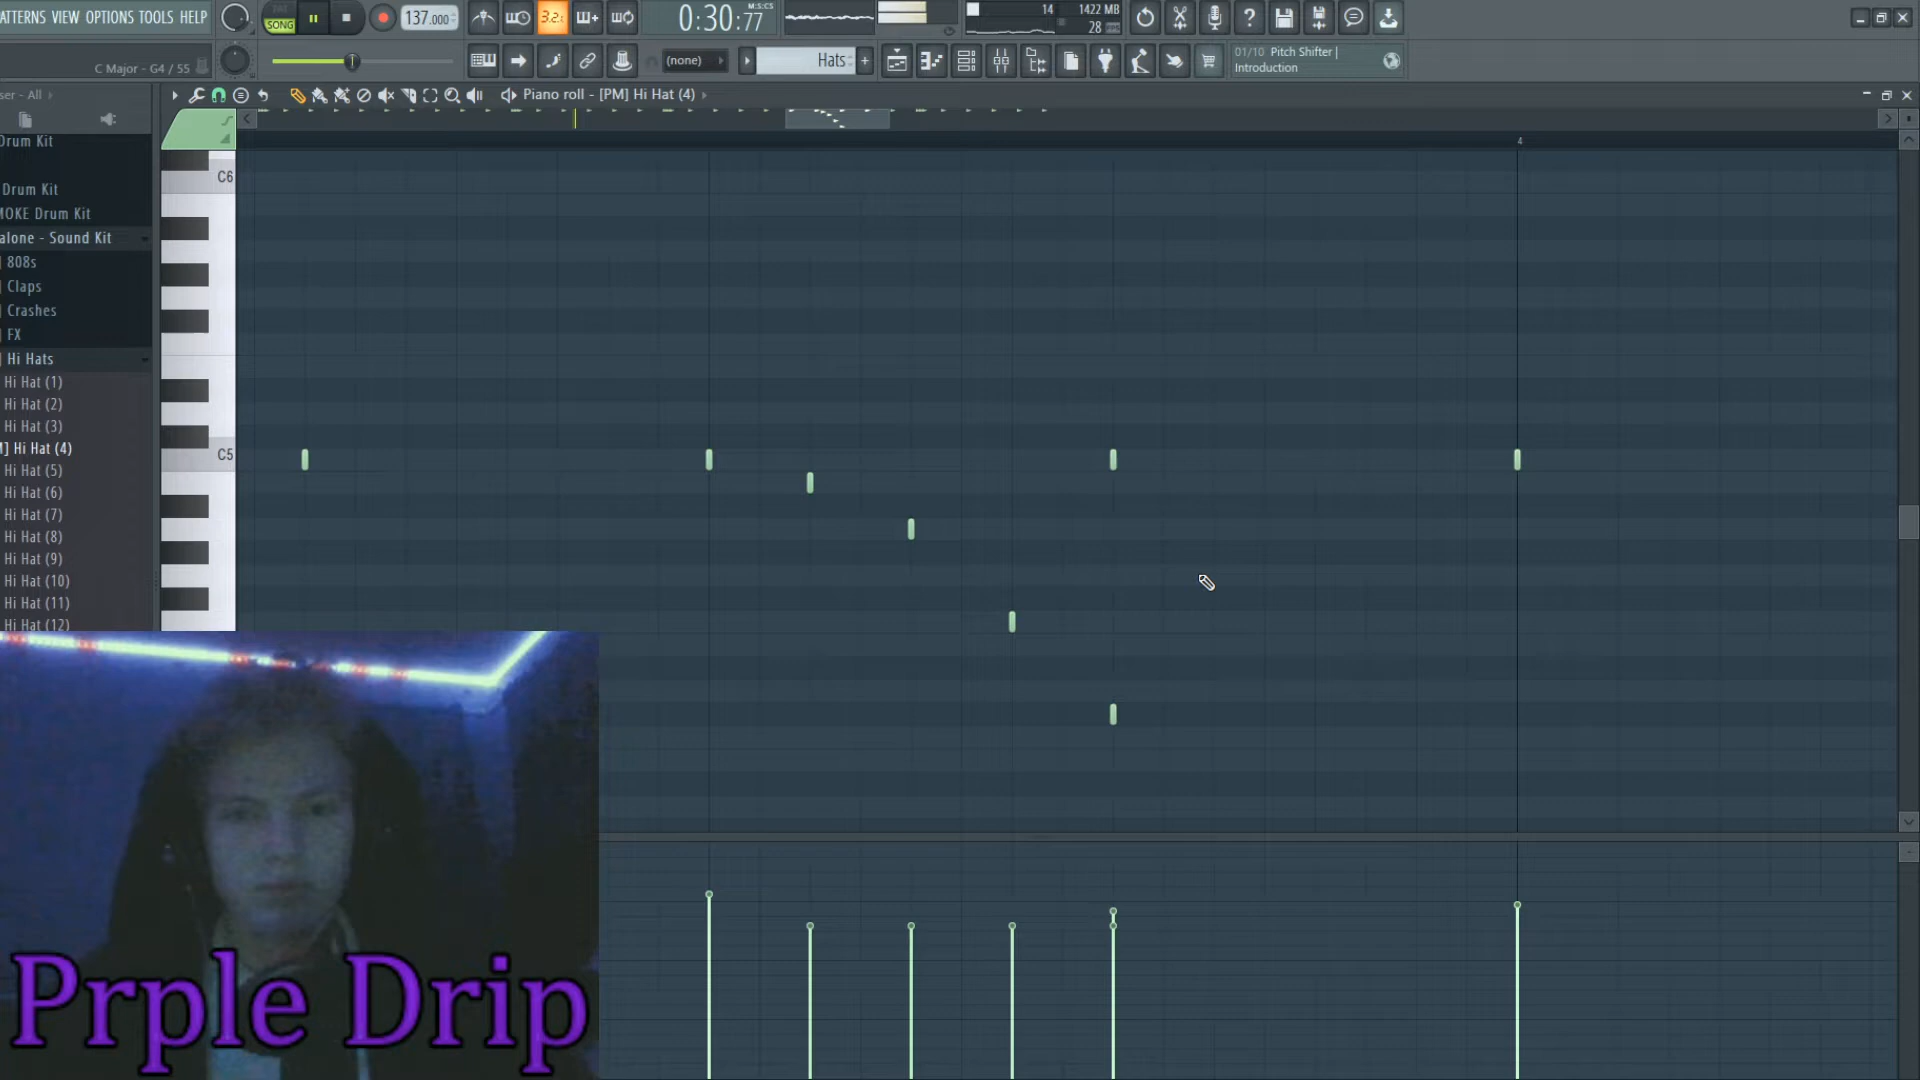 ATTERNS VIEW OPTIONS TOOLS HELP
SONG
137.000
3.2
0:30:77
M:S:CS
14
1422 MB
28
C Major - G4 / 55
(none)
Hats
01/10 Pitch Shifter |
Introduction
ser - All
Piano roll - [PM] Hi Hat (4)
Drum Kit
Drum Kit
MOKE Drum Kit
alone - Sound Kit
808s
Claps
Crashes
FX
Hi Hats
Hi Hat (1)
Hi Hat (2)
Hi Hat (3)
] Hi Hat (4)
Hi Hat (5)
Hi Hat (6)
Hi Hat (7)
Hi Hat (8)
Hi Hat (9)
Hi Hat (10)
Hi Hat (11)
Hi Hat (12)
4
C6
C5
Prple Drip